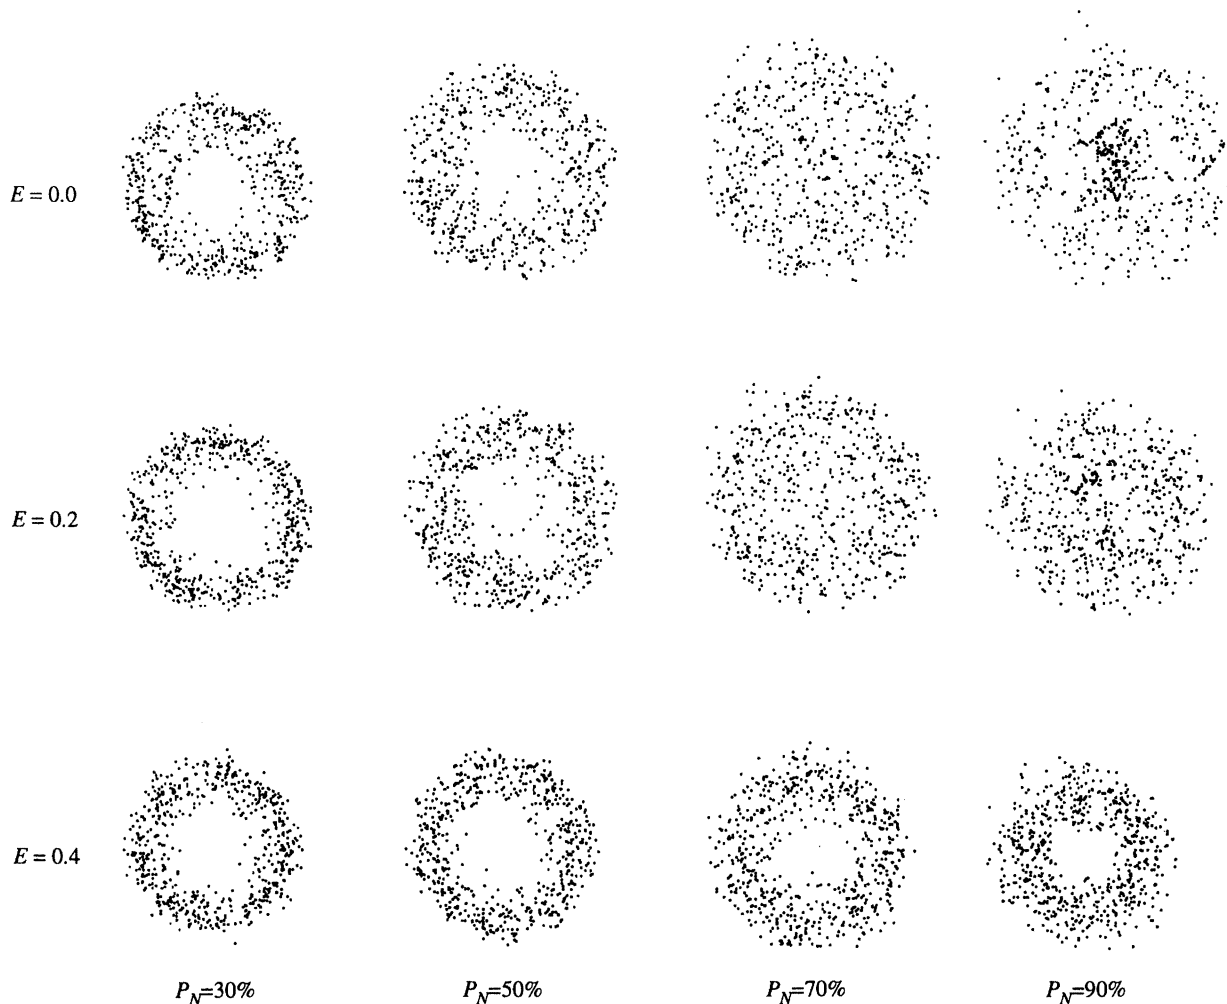 E = 0.0
E = 0.2
E = 0.4
P_N=30% P_N=50% P_N=70% P_N=90%